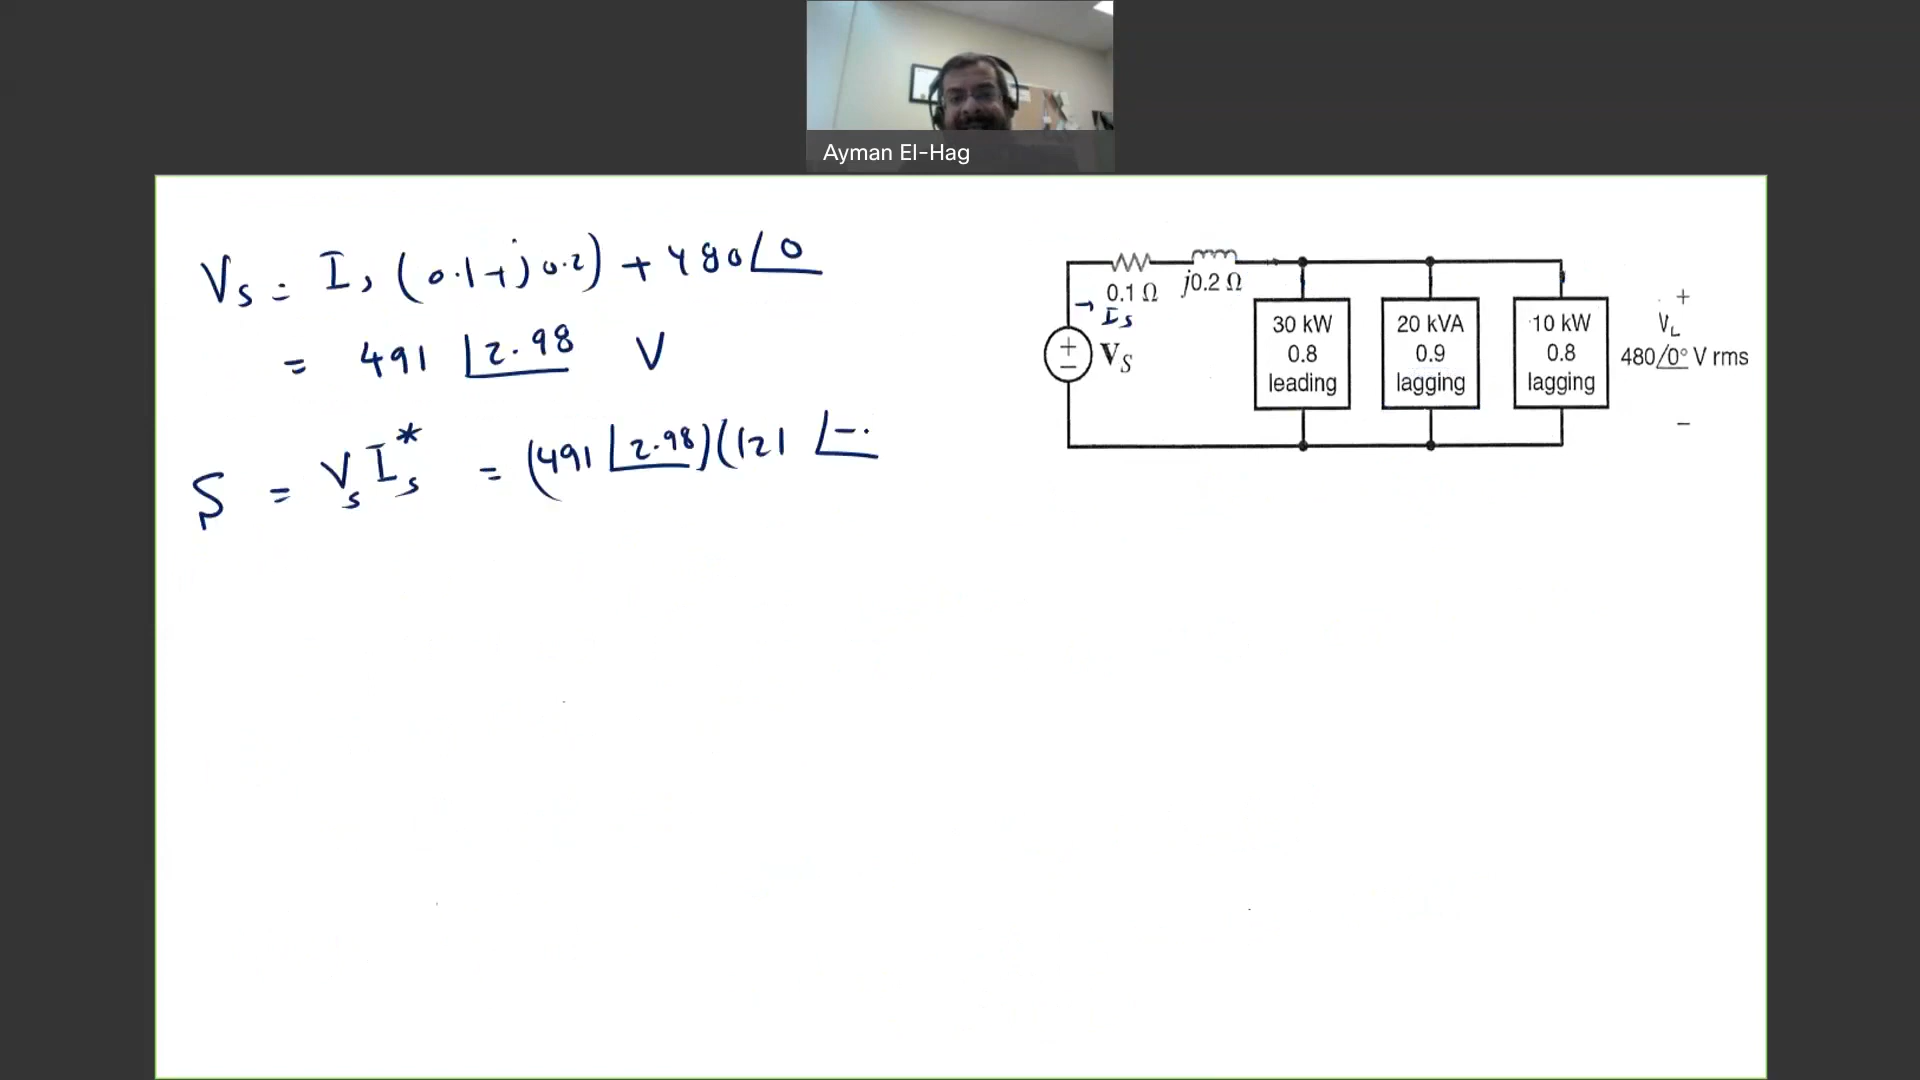 Ayman El-Hag
Vs = Is (0.1+j0.2) + 480∠0
= 491 ∠2.98 V
S = Vs Is* = (491 ∠2.98)(121 ∠-.
0.1 Ω
j0.2 Ω
→
Is
+
−
VS
30 kW
0.8
leading
20 kVA
0.9
lagging
10 kW
0.8
lagging
+
VL
480/0° V rms
−